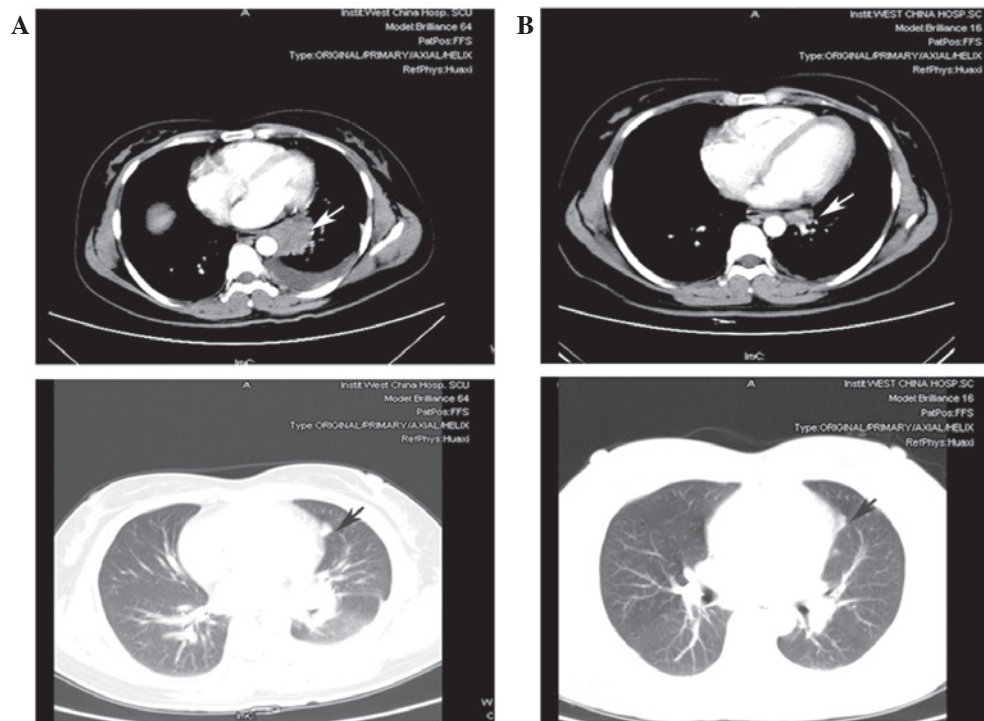 A
Instit:West China Hosp. SCU
Model:Brilliance 64
PatPos:FFS
Type:ORIGINAL/PRIMARY/AXIAL/HELIX
RefPhys:Huaxi
A
ImC:
W
B
Instit:WEST CHINA HOSP.SC
Model:Brilliance 16
PatPos:FFS
Type:ORIGINAL/PRIMARY/AXIAL/HELIX
RefPhys:Huaxi
A
ImC:
A
Instit:West China Hosp. SCU
Model:Brilliance 64
PatPos:FFS
Type:ORIGINAL/PRIMARY/AXIAL/HELIX
RefPhys:Huaxi
ImC:
W
C
A
Instit:WEST CHINA HOSP.SC
Model:Brilliance 16
PatPos:FFS
Type:ORIGINAL/PRIMARY/AXIAL/HELIX
RefPhys:Huaxi